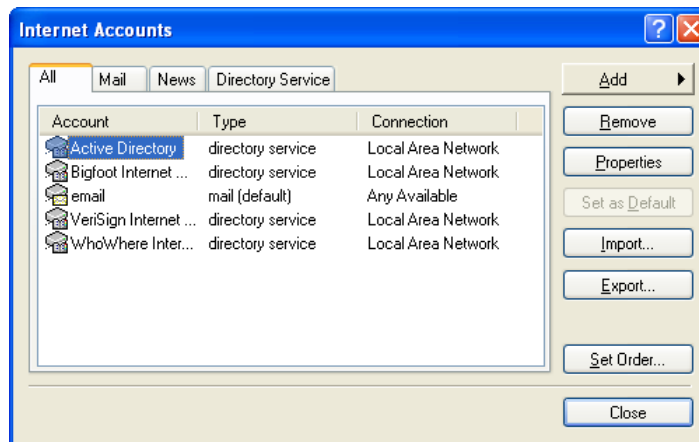 Internet Accounts
All Mail News Directory Service
Account Type Connection
Active Directory directory service Local Area Network
Bigfoot Internet ... directory service Local Area Network
email mail (default) Any Available
VeriSign Internet ... directory service Local Area Network
WhoWhere Inter... directory service Local Area Network
Add
Remove
Properties
Set as Default
Import...
Export...
Set Order...
Close